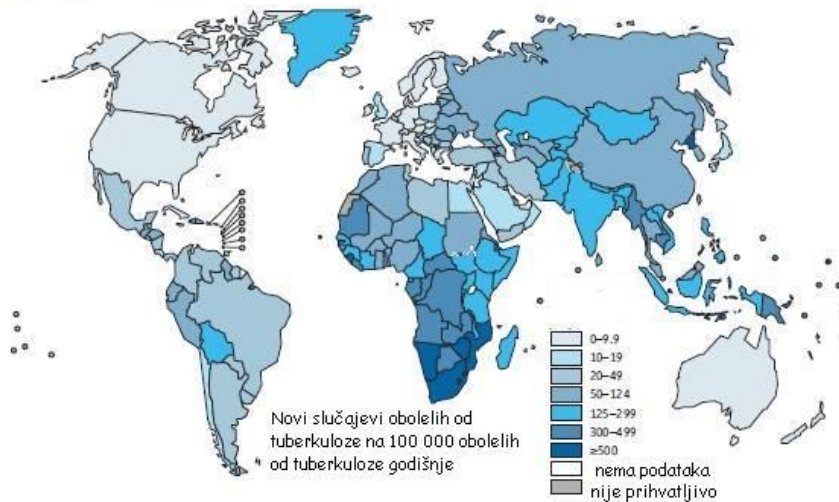 Novi slučajevi obolelih od
tuberkuloze na 100 000 obolelih
od tuberkuloze godišnje
0–9.9
10–19
20–49
50–124
125–299
300–499
≥500
nema podataka
nije prihvatljivo